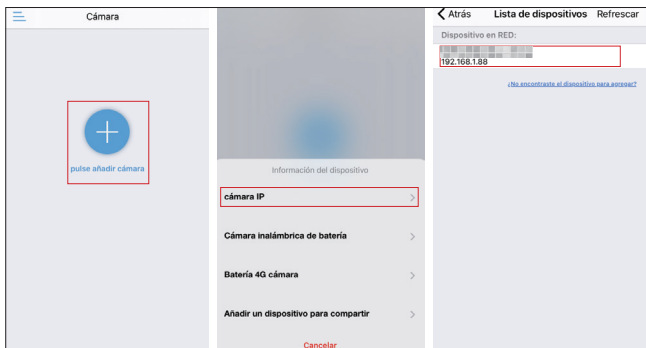 Cámara
pulse añadir cámara
Información del dispositivo
cámara IP
Cámara inalámbrica de batería
Batería 4G cámara
Añadir un dispositivo para compartir
Cancelar
Atrás Lista de dispositivos Refrescar
Dispositivo en RED:
192.168.1.88
¿No encontraste el dispositivo para agregar?